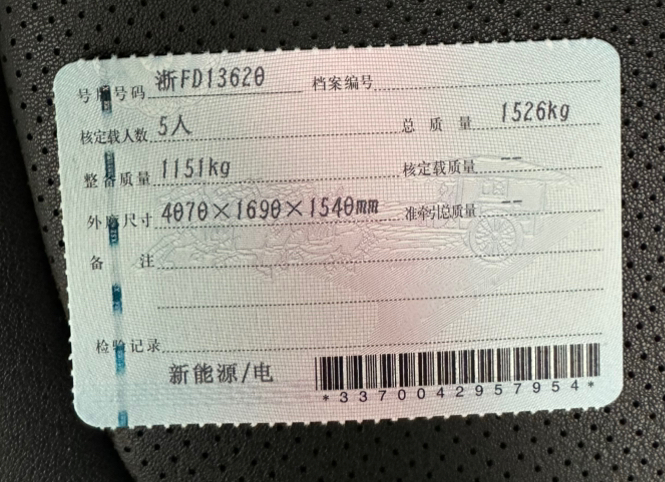 号牌号码 浙FD13620 档案编号
核定载人数 5人 总质量 1526kg
整备质量 1151kg 核定载质量 --
外廓尺寸 4070×1690×1540mm 准牵引总质量 --
备注
检验记录
新能源/电
*3370042957954*